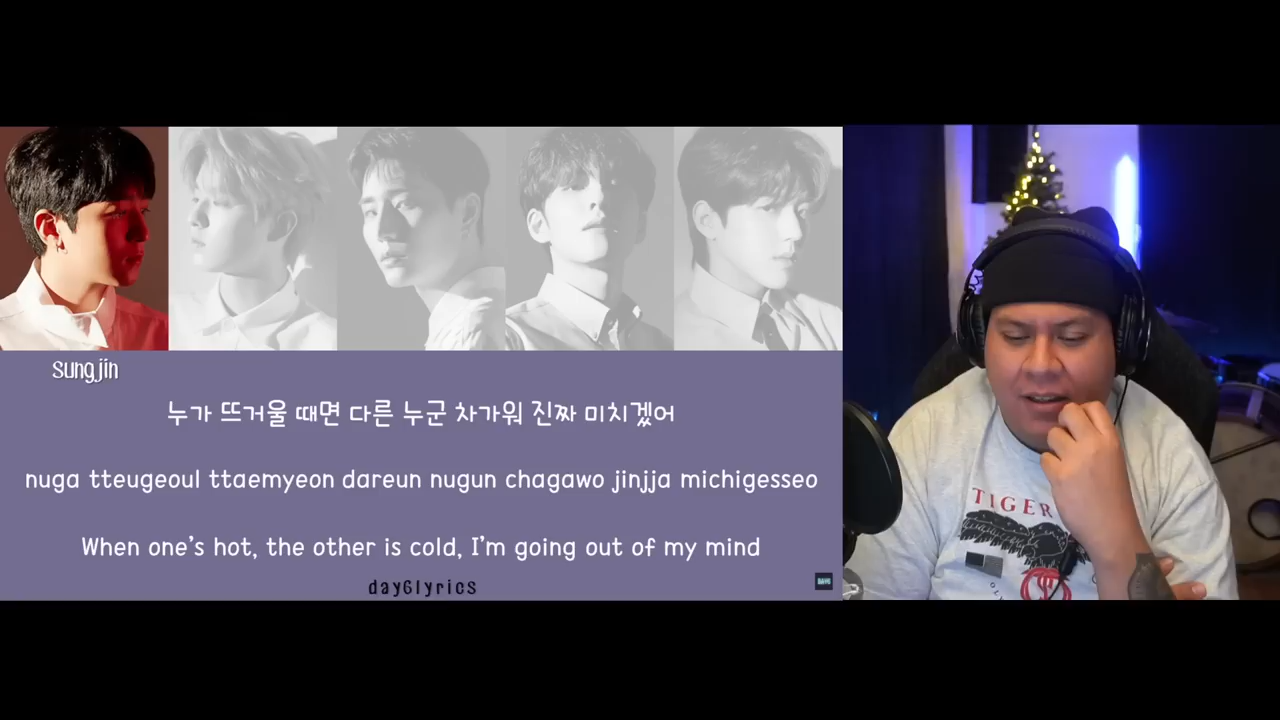 Sungjin
누가 뜨거울 때면 다른 누군 차가워 진짜 미치겠어
nuga tteugeoul ttaemyeon dareun nugun chagawo jinjja michigesseo
When one's hot, the other is cold, I'm going out of my mind
day6lyrics
DAY6
TIGER